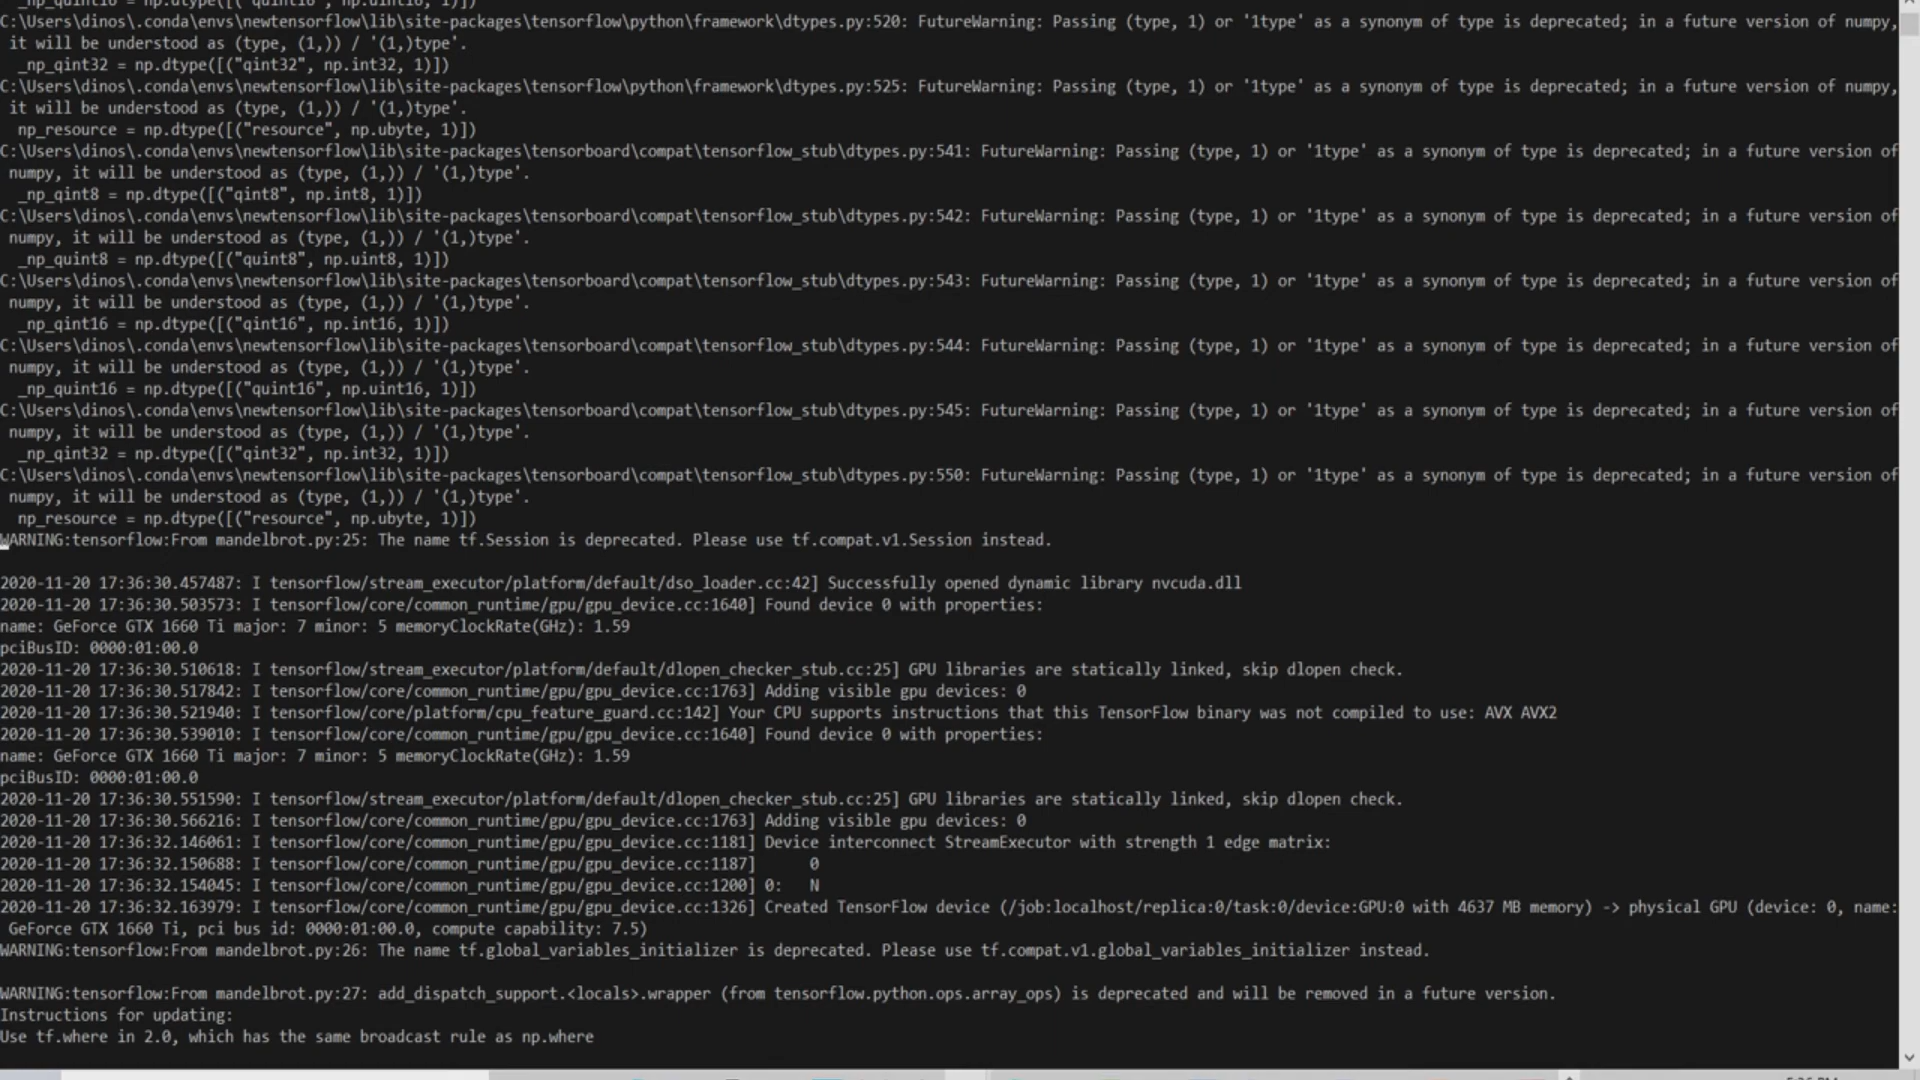 _np_quint16 = np.dtype([("quint16", np.uint16, 1)])
C:\Users\dinos\.conda\envs\newtensorflow\lib\site-packages\tensorflow\python\framework\dtypes.py:520: FutureWarning: Passing (type, 1) or '1type' as a synonym of type is deprecated; in a future version of numpy,
it will be understood as (type, (1,)) / '(1,)type'.
_np_qint32 = np.dtype([("qint32", np.int32, 1)])
C:\Users\dinos\.conda\envs\newtensorflow\lib\site-packages\tensorflow\python\framework\dtypes.py:525: FutureWarning: Passing (type, 1) or '1type' as a synonym of type is deprecated; in a future version of numpy,
it will be understood as (type, (1,)) / '(1,)type'.
np_resource = np.dtype([("resource", np.ubyte, 1)])
C:\Users\dinos\.conda\envs\newtensorflow\lib\site-packages\tensorboard\compat\tensorflow_stub\dtypes.py:541: FutureWarning: Passing (type, 1) or '1type' as a synonym of type is deprecated; in a future version of
numpy, it will be understood as (type, (1,)) / '(1,)type'.
_np_qint8 = np.dtype([("qint8", np.int8, 1)])
C:\Users\dinos\.conda\envs\newtensorflow\lib\site-packages\tensorboard\compat\tensorflow_stub\dtypes.py:542: FutureWarning: Passing (type, 1) or '1type' as a synonym of type is deprecated; in a future version of
numpy, it will be understood as (type, (1,)) / '(1,)type'.
_np_quint8 = np.dtype([("quint8", np.uint8, 1)])
C:\Users\dinos\.conda\envs\newtensorflow\lib\site-packages\tensorboard\compat\tensorflow_stub\dtypes.py:543: FutureWarning: Passing (type, 1) or '1type' as a synonym of type is deprecated; in a future version of
numpy, it will be understood as (type, (1,)) / '(1,)type'.
_np_qint16 = np.dtype([("qint16", np.int16, 1)])
C:\Users\dinos\.conda\envs\newtensorflow\lib\site-packages\tensorboard\compat\tensorflow_stub\dtypes.py:544: FutureWarning: Passing (type, 1) or '1type' as a synonym of type is deprecated; in a future version of
numpy, it will be understood as (type, (1,)) / '(1,)type'.
_np_quint16 = np.dtype([("quint16", np.uint16, 1)])
C:\Users\dinos\.conda\envs\newtensorflow\lib\site-packages\tensorboard\compat\tensorflow_stub\dtypes.py:545: FutureWarning: Passing (type, 1) or '1type' as a synonym of type is deprecated; in a future version of
numpy, it will be understood as (type, (1,)) / '(1,)type'.
_np_qint32 = np.dtype([("qint32", np.int32, 1)])
C:\Users\dinos\.conda\envs\newtensorflow\lib\site-packages\tensorboard\compat\tensorflow_stub\dtypes.py:550: FutureWarning: Passing (type, 1) or '1type' as a synonym of type is deprecated; in a future version of
numpy, it will be understood as (type, (1,)) / '(1,)type'.
np_resource = np.dtype([("resource", np.ubyte, 1)])
WARNING:tensorflow:From mandelbrot.py:25: The name tf.Session is deprecated. Please use tf.compat.v1.Session instead.
2020-11-20 17:36:30.457487: I tensorflow/stream_executor/platform/default/dso_loader.cc:42] Successfully opened dynamic library nvcuda.dll
2020-11-20 17:36:30.503573: I tensorflow/core/common_runtime/gpu/gpu_device.cc:1640] Found device 0 with properties:
name: GeForce GTX 1660 Ti major: 7 minor: 5 memoryClockRate(GHz): 1.59
pciBusID: 0000:01:00.0
2020-11-20 17:36:30.510618: I tensorflow/stream_executor/platform/default/dlopen_checker_stub.cc:25] GPU libraries are statically linked, skip dlopen check.
2020-11-20 17:36:30.517842: I tensorflow/core/common_runtime/gpu/gpu_device.cc:1763] Adding visible gpu devices: 0
2020-11-20 17:36:30.521940: I tensorflow/core/platform/cpu_feature_guard.cc:142] Your CPU supports instructions that this TensorFlow binary was not compiled to use: AVX AVX2
2020-11-20 17:36:30.539010: I tensorflow/core/common_runtime/gpu/gpu_device.cc:1640] Found device 0 with properties:
name: GeForce GTX 1660 Ti major: 7 minor: 5 memoryClockRate(GHz): 1.59
pciBusID: 0000:01:00.0
2020-11-20 17:36:30.551590: I tensorflow/stream_executor/platform/default/dlopen_checker_stub.cc:25] GPU libraries are statically linked, skip dlopen check.
2020-11-20 17:36:30.566216: I tensorflow/core/common_runtime/gpu/gpu_device.cc:1763] Adding visible gpu devices: 0
2020-11-20 17:36:32.146061: I tensorflow/core/common_runtime/gpu/gpu_device.cc:1181] Device interconnect StreamExecutor with strength 1 edge matrix:
2020-11-20 17:36:32.150688: I tensorflow/core/common_runtime/gpu/gpu_device.cc:1187]      0
2020-11-20 17:36:32.154045: I tensorflow/core/common_runtime/gpu/gpu_device.cc:1200] 0:   N
2020-11-20 17:36:32.163979: I tensorflow/core/common_runtime/gpu/gpu_device.cc:1326] Created TensorFlow device (/job:localhost/replica:0/task:0/device:GPU:0 with 4637 MB memory) -> physical GPU (device: 0, name:
GeForce GTX 1660 Ti, pci bus id: 0000:01:00.0, compute capability: 7.5)
WARNING:tensorflow:From mandelbrot.py:26: The name tf.global_variables_initializer is deprecated. Please use tf.compat.v1.global_variables_initializer instead.
WARNING:tensorflow:From mandelbrot.py:27: add_dispatch_support.<locals>.wrapper (from tensorflow.python.ops.array_ops) is deprecated and will be removed in a future version.
Instructions for updating:
Use tf.where in 2.0, which has the same broadcast rule as np.where